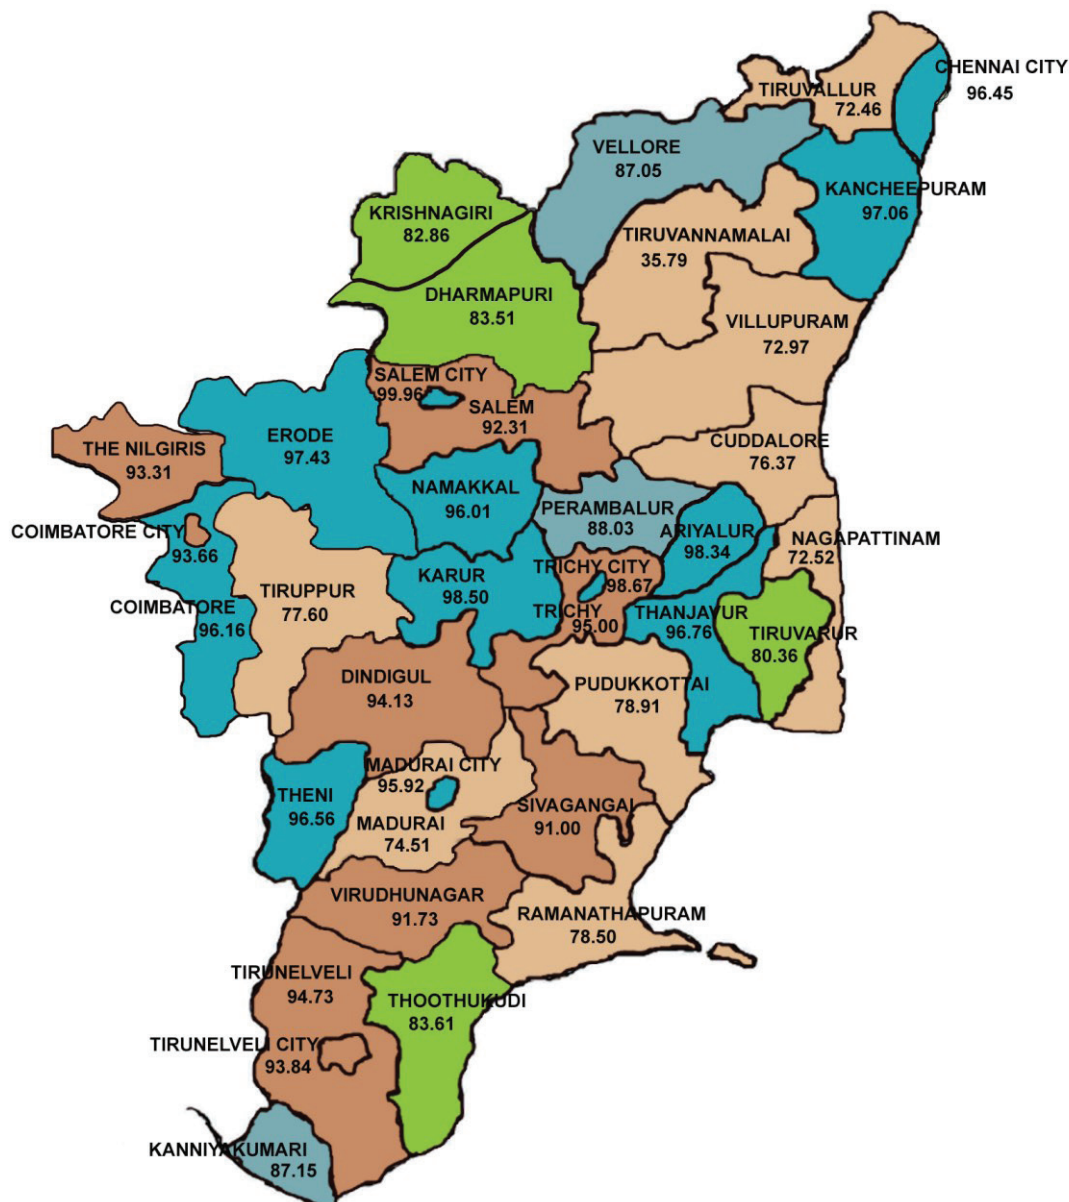 CHENNAI CITY
96.45
TIRUVALLUR
72.46
VELLORE
87.05
KANCHEEPURAM
97.06
KRISHNAGIRI
82.86
TIRUVANNAMALAI
35.79
DHARMAPURI
83.51
VILLUPURAM
72.97
SALEM CITY
99.96
SALEM
92.31
THE NILGIRIS
93.31
ERODE
97.43
CUDDALORE
76.37
NAMAKKAL
96.01
PERAMBALUR
88.03
ARIYALUR
98.34
COIMBATORE CITY
93.66
NAGAPATTINAM
72.52
TIRUPPUR
77.60
KARUR
98.50
TRICHY CITY
98.67
COIMBATORE
96.16
TRICHY
95.00
THANJAVUR
96.76
TIRUVARUR
80.36
DINDIGUL
94.13
PUDUKKOTTAI
78.91
MADURAI CITY
95.92
THENI
96.56
MADURAI
74.51
SIVAGANGAI
91.00
VIRUDHUNAGAR
91.73
RAMANATHAPURAM
78.50
TIRUNELVELI
94.73
THOOTHUKUDI
83.61
TIRUNELVELI CITY
93.84
KANNIYAKUMARI
87.15